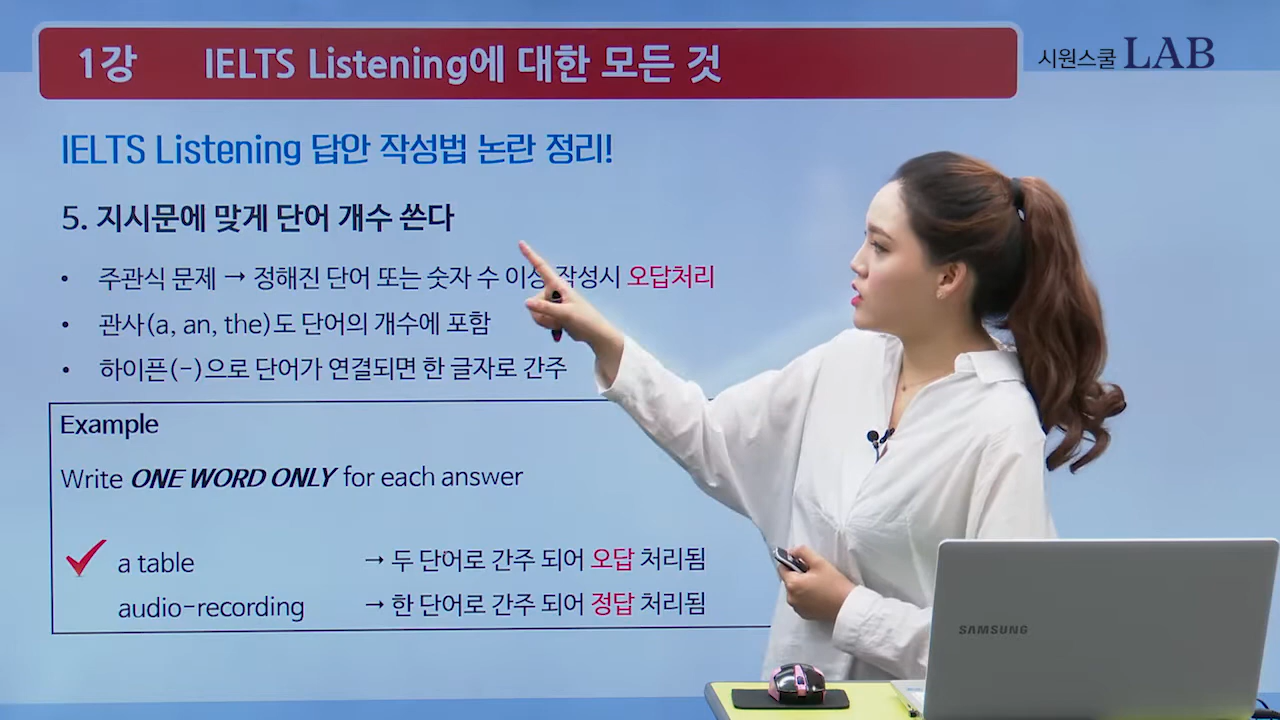 1강 IELTS Listening에 대한 모든 것
시원스쿨 LAB
IELTS Listening 답안 작성법 논란 정리!
5. 지시문에 맞게 단어 개수 쓴다
• 주관식 문제 → 정해진 단어 또는 숫자 수 이상 작성시 오답처리
• 관사(a, an, the)도 단어의 개수에 포함
• 하이픈(-)으로 단어가 연결되면 한 글자로 간주
Example
Write ONE WORD ONLY for each answer
a table → 두 단어로 간주 되어 오답 처리됨
audio-recording → 한 단어로 간주 되어 정답 처리됨
SAMSUNG